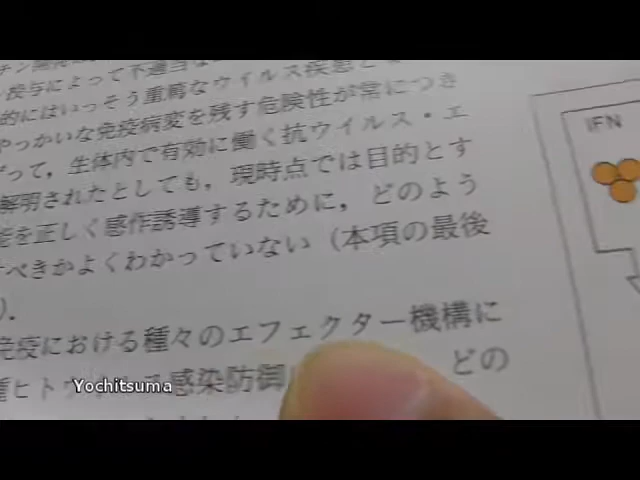 投与によって不適当な
的にはいっそう重篤なウイルス疾患と
やっかいな免疫病変を残す危険性が常につき
って，生体内で有効に働く抗ウイルス・エ
解明されたとしても，現時点では目的とす
を正しく感作誘導するために，どのよう
べきかよくわかっていない（本項の最後
）．
免疫における種々のエフェクター機構に
ヒト 感染防御 どの
IFN
Yochitsuma